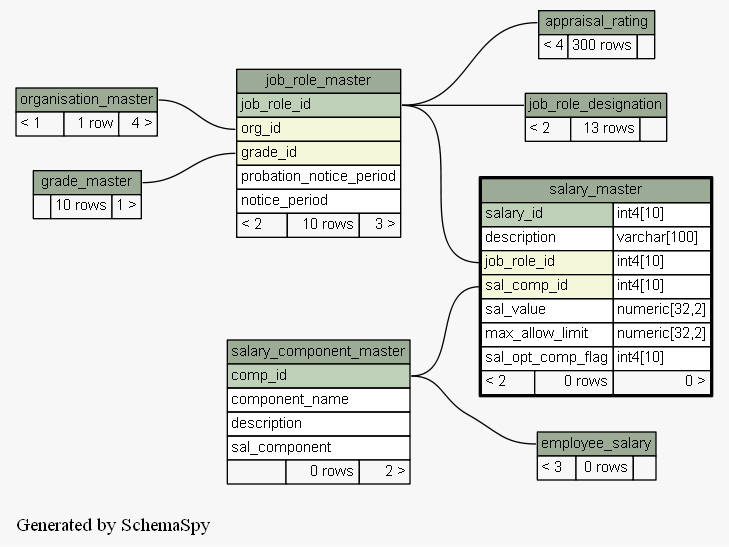 appraisal_rating
< 4 300 rows
organisation_master
< 1 1 row 4 >
grade_master
10 rows 1 >
job_role_master
job_role_id
org_id
grade_id
probation_notice_period
notice_period
< 2 10 rows 3 >
job_role_designation
< 2 13 rows
salary_master
salary_id int4[10]
description varchar[100]
job_role_id int4[10]
sal_comp_id int4[10]
sal_value numeric[32,2]
max_allow_limit numeric[32,2]
sal_opt_comp_flag int4[10]
< 2 0 rows 0 >
salary_component_master
comp_id
component_name
description
sal_component
0 rows 2 >
employee_salary
< 3 0 rows
Generated by SchemaSpy